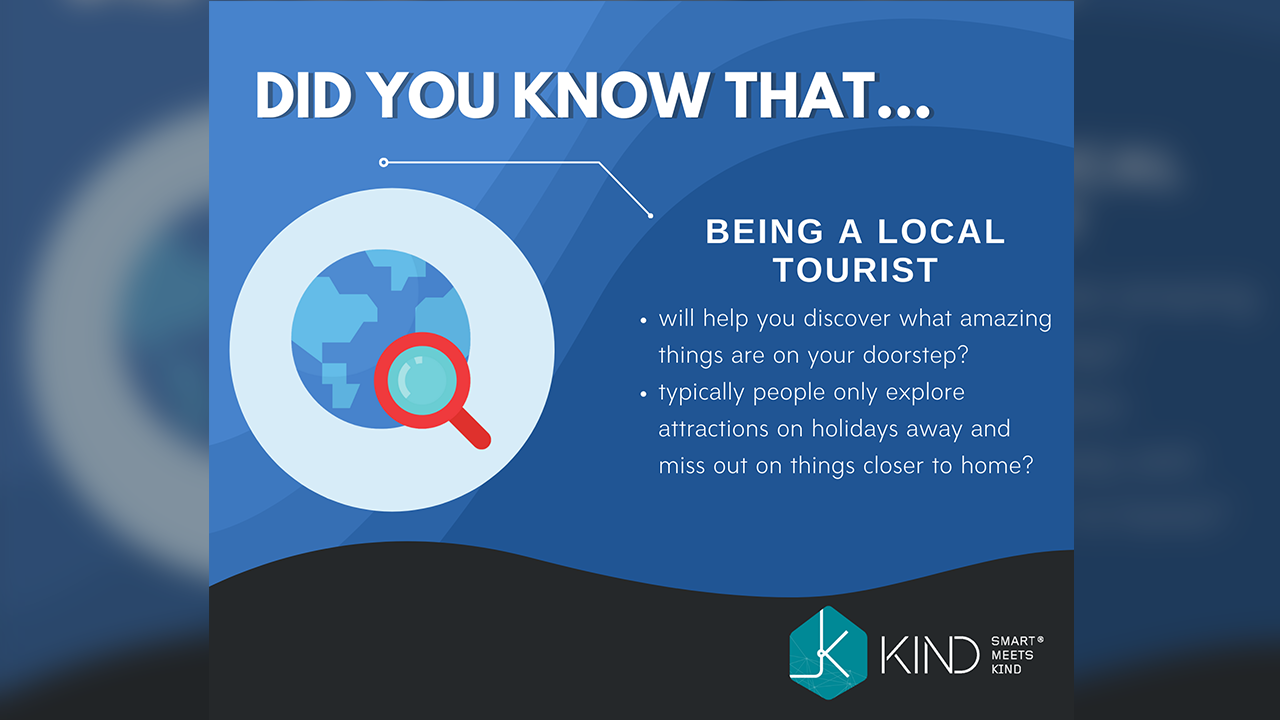 DID YOU KNOW THAT...
BEING A LOCAL
TOURIST
• will help you discover what amazing
things are on your doorstep?
• typically people only explore
attractions on holidays away and
miss out on things closer to home?
KIND
SMART®
MEETS
KIND